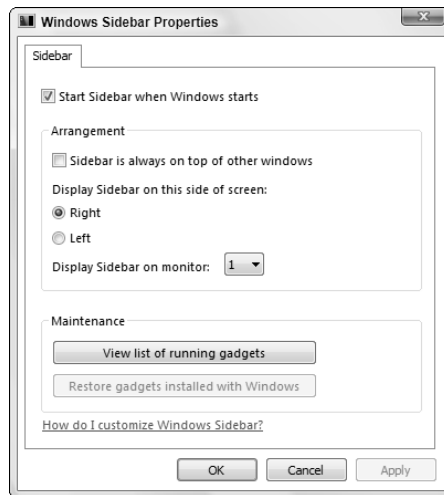 Windows Sidebar Properties
Sidebar
Start Sidebar when Windows starts
Arrangement
Sidebar is always on top of other windows
Display Sidebar on this side of screen:
Right
Left
Display Sidebar on monitor: 1
Maintenance
View list of running gadgets
Restore gadgets installed with Windows
How do I customize Windows Sidebar?
OK Cancel Apply